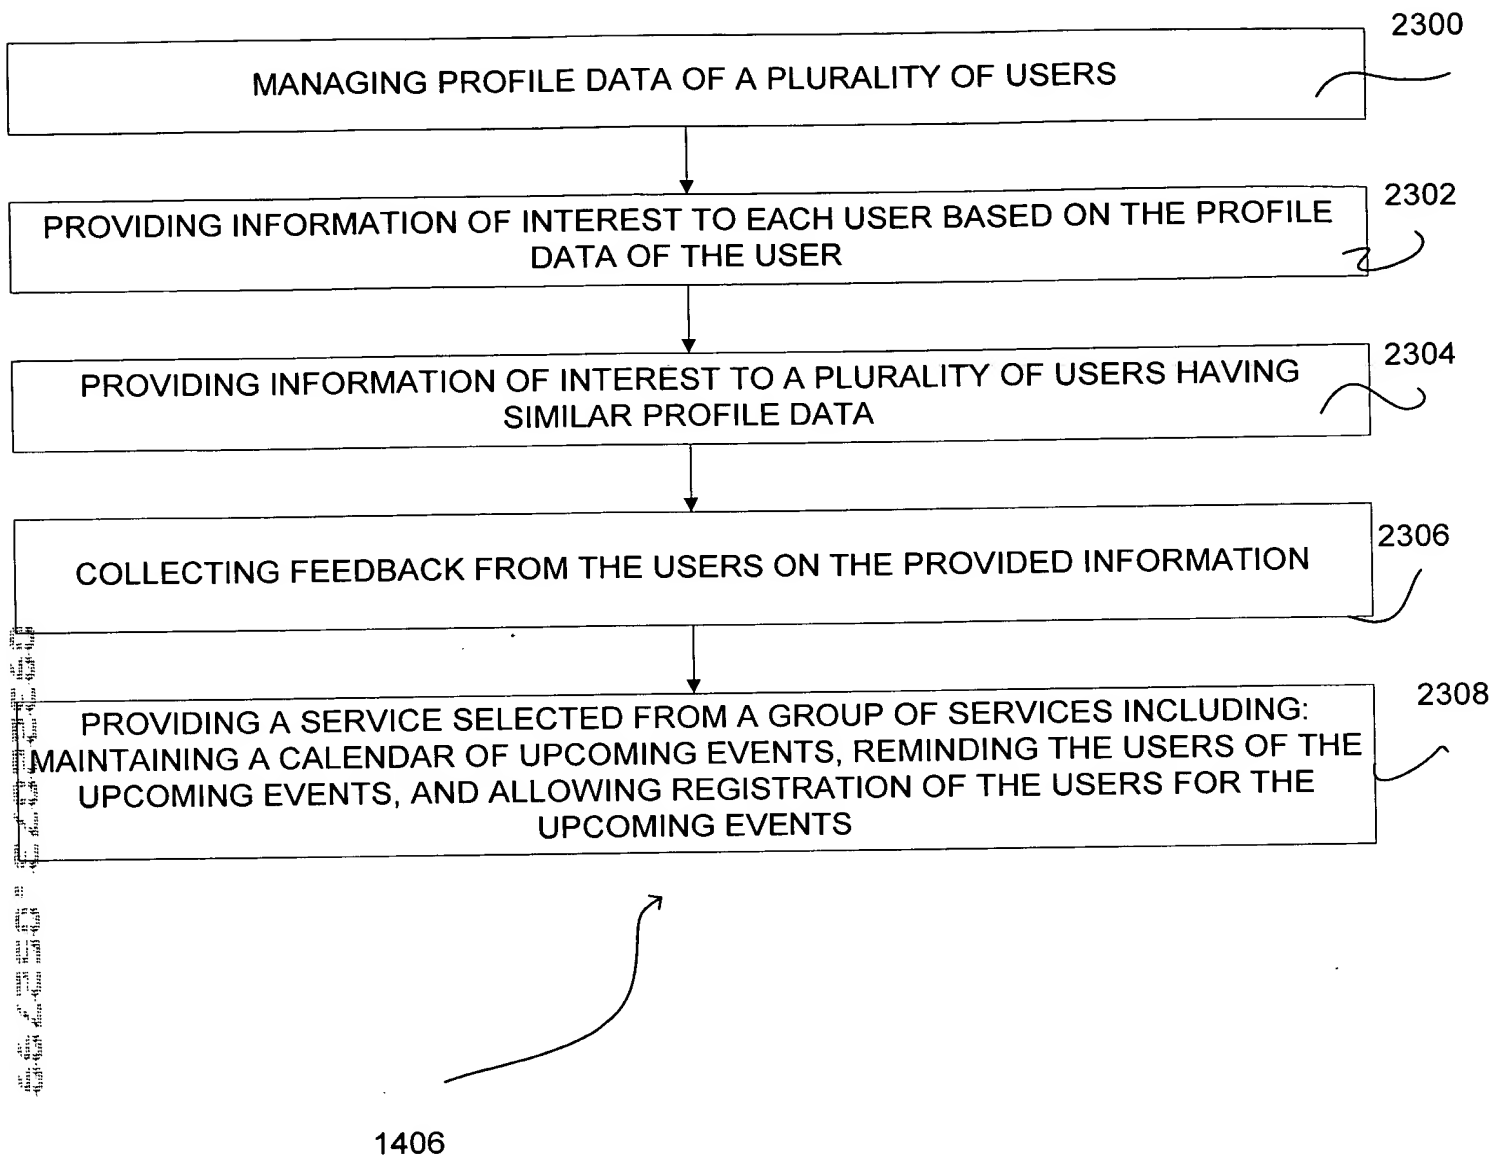 2300
MANAGING PROFILE DATA OF A PLURALITY OF USERS
2302
PROVIDING INFORMATION OF INTEREST TO EACH USER BASED ON THE PROFILE
DATA OF THE USER
2304
PROVIDING INFORMATION OF INTEREST TO A PLURALITY OF USERS HAVING
SIMILAR PROFILE DATA
2306
COLLECTING FEEDBACK FROM THE USERS ON THE PROVIDED INFORMATION
2308
PROVIDING A SERVICE SELECTED FROM A GROUP OF SERVICES INCLUDING:
MAINTAINING A CALENDAR OF UPCOMING EVENTS, REMINDING THE USERS OF THE
UPCOMING EVENTS, AND ALLOWING REGISTRATION OF THE USERS FOR THE
UPCOMING EVENTS
1406